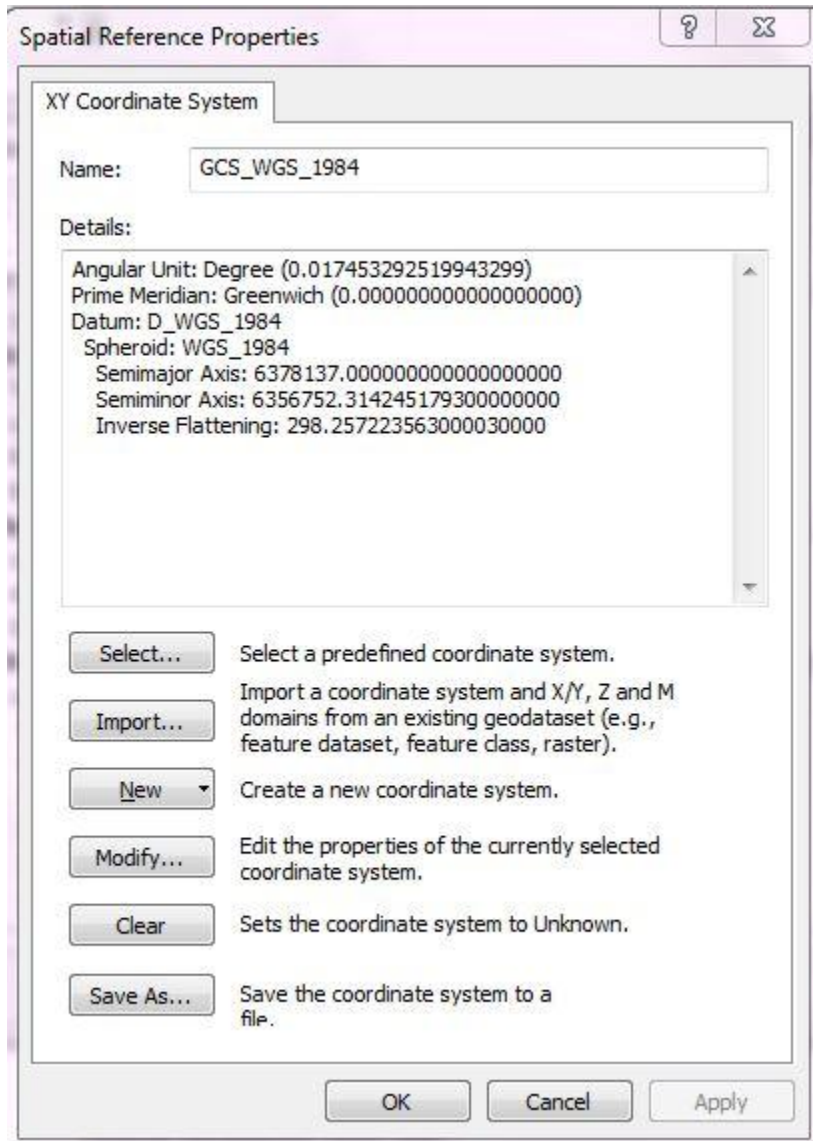 Spatial Reference Properties
XY Coordinate System
Name: GCS_WGS_1984
Details:
Angular Unit: Degree (0.017453292519943299)
Prime Meridian: Greenwich (0.000000000000000000)
Datum: D_WGS_1984
Spheroid: WGS_1984
Semimajor Axis: 6378137.000000000000000000
Semiminor Axis: 6356752.314245179300000000
Inverse Flattening: 298.257223563000030000
Select... Select a predefined coordinate system.
Import... Import a coordinate system and X/Y, Z and M
domains from an existing geodataset (e.g.,
feature dataset, feature class, raster).
New Create a new coordinate system.
Modify... Edit the properties of the currently selected
coordinate system.
Clear Sets the coordinate system to Unknown.
Save As... Save the coordinate system to a
file.
OK Cancel Apply